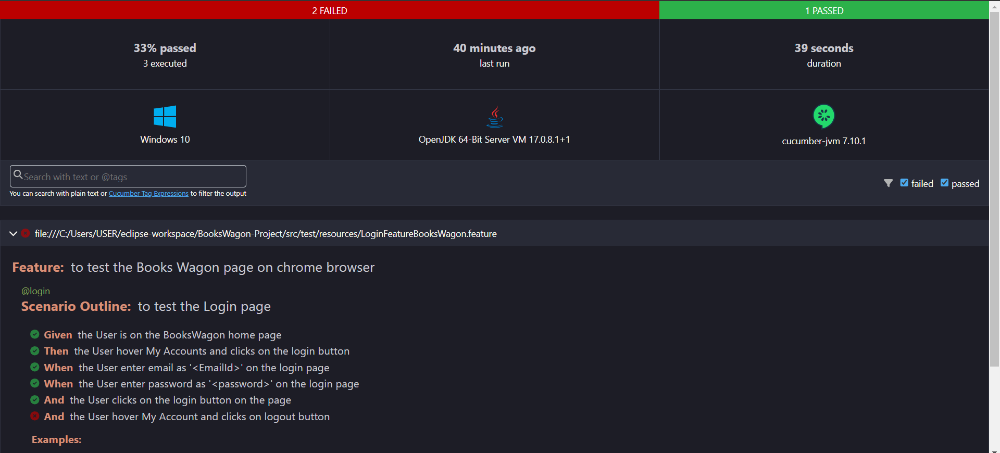 2 FAILED
1 PASSED
33% passed
3 executed
40 minutes ago
last run
39 seconds
duration
Windows 10
OpenJDK 64-Bit Server VM 17.0.8.1+1
cucumber-jvm 7.10.1
Search with text or @tags
You can search with plain text or Cucumber Tag Expressions to filter the output
failed
passed
file:///C:/Users/USER/eclipse-workspace/BooksWagon-Project/src/test/resources/LoginFeatureBooksWagon.feature
Feature: to test the Books Wagon page on chrome browser
@login
Scenario Outline: to test the Login page
Given the User is on the BooksWagon home page
Then the User hover My Accounts and clicks on the login button
When the User enter email as '<EmailId>' on the login page
When the User enter password as '<password>' on the login page
And the User clicks on the login button on the page
And the User hover My Account and clicks on logout button
Examples: